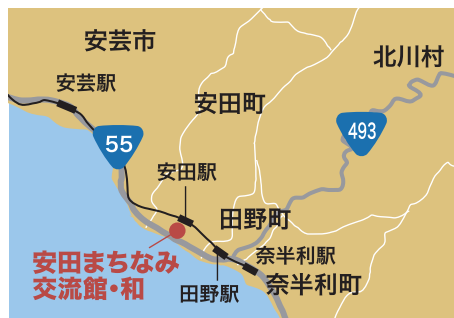 安芸市
北川村
安芸駅
安田町
493
55
安田駅
田野町
奈半利駅
安田まちなみ
交流館・和
田野駅
奈半利町